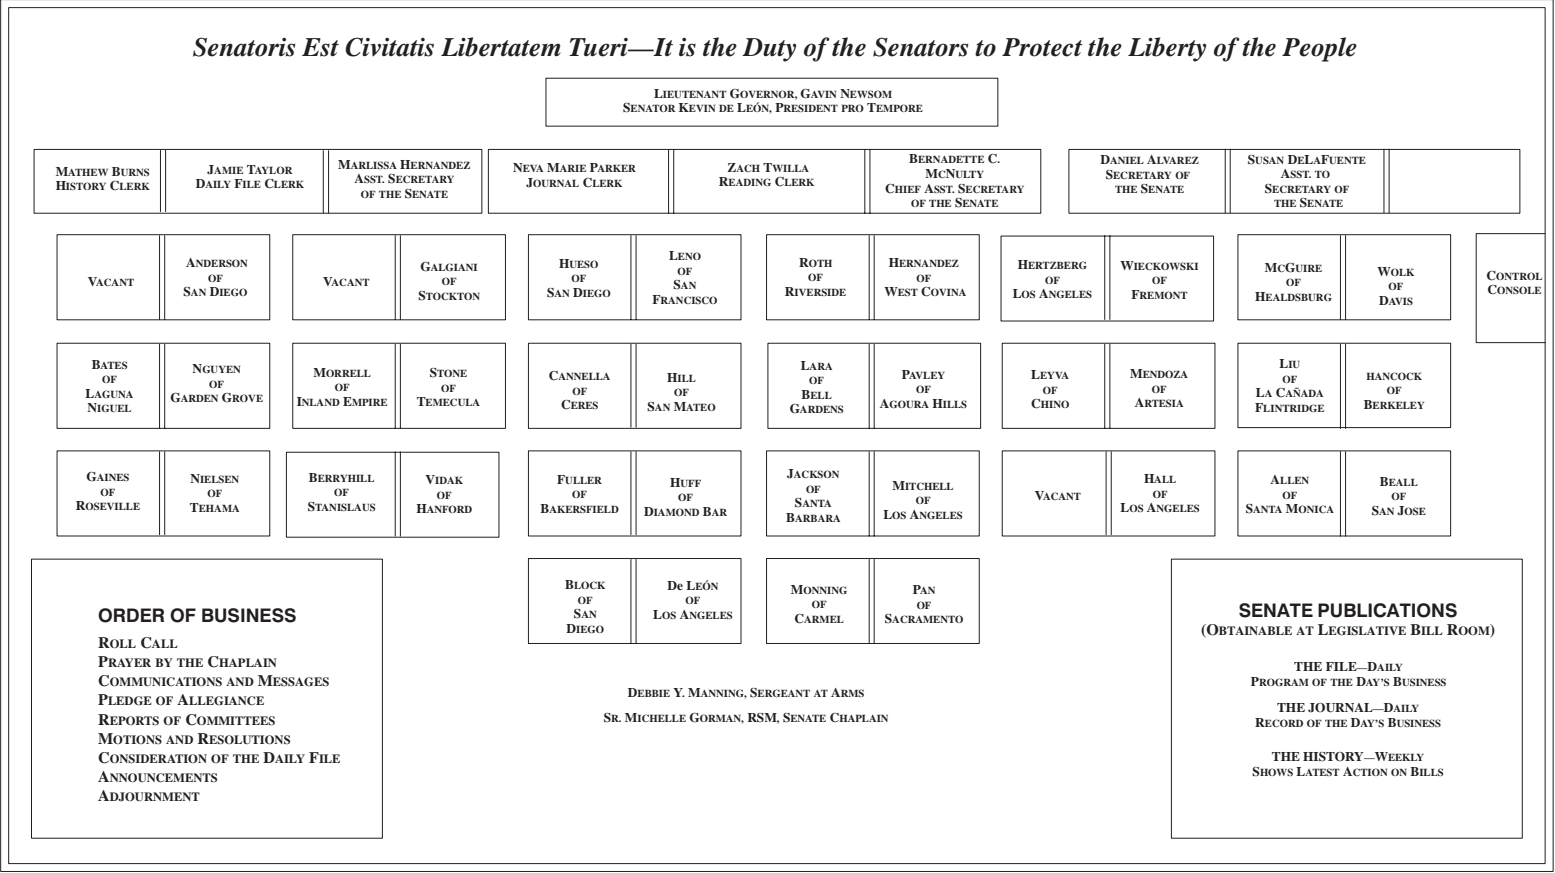 Senatoris Est Civitatis Libertatem Tueri—It is the Duty of the Senators to Protect the Liberty of the People
Lieutenant Governor, Gavin Newsom
Senator Kevin de León, President pro Tempore
Mathew Burns
History Clerk
Jamie Taylor
Daily File Clerk
Marlissa Hernandez
Asst. Secretary
of the Senate
Neva Marie Parker
Journal Clerk
Zach Twilla
Reading Clerk
Bernadette C.
McNulty
Chief Asst. Secretary
of the Senate
Daniel Alvarez
Secretary of
the Senate
Susan DeLaFuente
Asst. to
Secretary of
the Senate
Vacant
Anderson
of
San Diego
Vacant
Galgiani
of
Stockton
Hueso
of
San Diego
Leno
of
San
Francisco
Roth
of
Riverside
Hernandez
of
West Covina
Hertzberg
of
Los Angeles
Wieckowski
of
Fremont
McGuire
of
Healdsburg
Wolk
of
Davis
Control
Console
Bates
of
Laguna
Niguel
Nguyen
of
Garden Grove
Morrell
of
Inland Empire
Stone
of
Temecula
Cannella
of
Ceres
Hill
of
San Mateo
Lara
of
Bell
Gardens
Pavley
of
Agoura Hills
Leyva
of
Chino
Mendoza
of
Artesia
Liu
of
La Cañada
Flintridge
hancock
of
Berkeley
Gaines
of
Roseville
Nielsen
of
Tehama
Berryhill
of
Stanislaus
Vidak
of
Hanford
Fuller
of
Bakersfield
Huff
of
Diamond Bar
Jackson
of
Santa
Barbara
Mitchell
of
Los Angeles
Vacant
Hall
of
Los Angeles
Allen
of
Santa Monica
Beall
of
San Jose
Block
of
San
Diego
De León
of
Los Angeles
Monning
of
Carmel
Pan
of
Sacramento
ORDER OF BUSINESS
Roll Call
Prayer by the Chaplain
Communications and Messages
Pledge of Allegiance
Reports of Committees
Motions and Resolutions
Consideration of the Daily File
Announcements
Adjournment
Debbie Y. Manning, Sergeant at Arms
Sr. Michelle Gorman, RSM, Senate Chaplain
SENATE PUBLICATIONS
(Obtainable at Legislative Bill Room)
THE FILE—Daily
Program of the Day's Business
THE JOURNAL—Daily
Record of the Day's Business
THE HISTORY—Weekly
Shows Latest Action on Bills